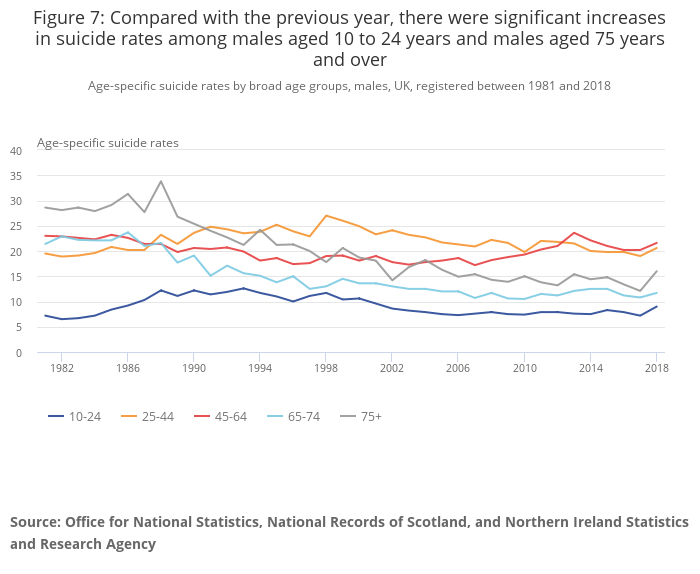 Figure 7: Compared with the previous year, there were significant increases
in suicide rates among males aged 10 to 24 years and males aged 75 years
and over
Age-specific suicide rates by broad age groups, males, UK, registered between 1981 and 2018
Age-specific suicide rates
40
35
30
25
20
15
10
5
0
1982 1986 1990 1994 1998 2002 2006 2010 2014 2018
10-24 25-44 45-64 65-74 75+
Source: Office for National Statistics, National Records of Scotland, and Northern Ireland Statistics
and Research Agency